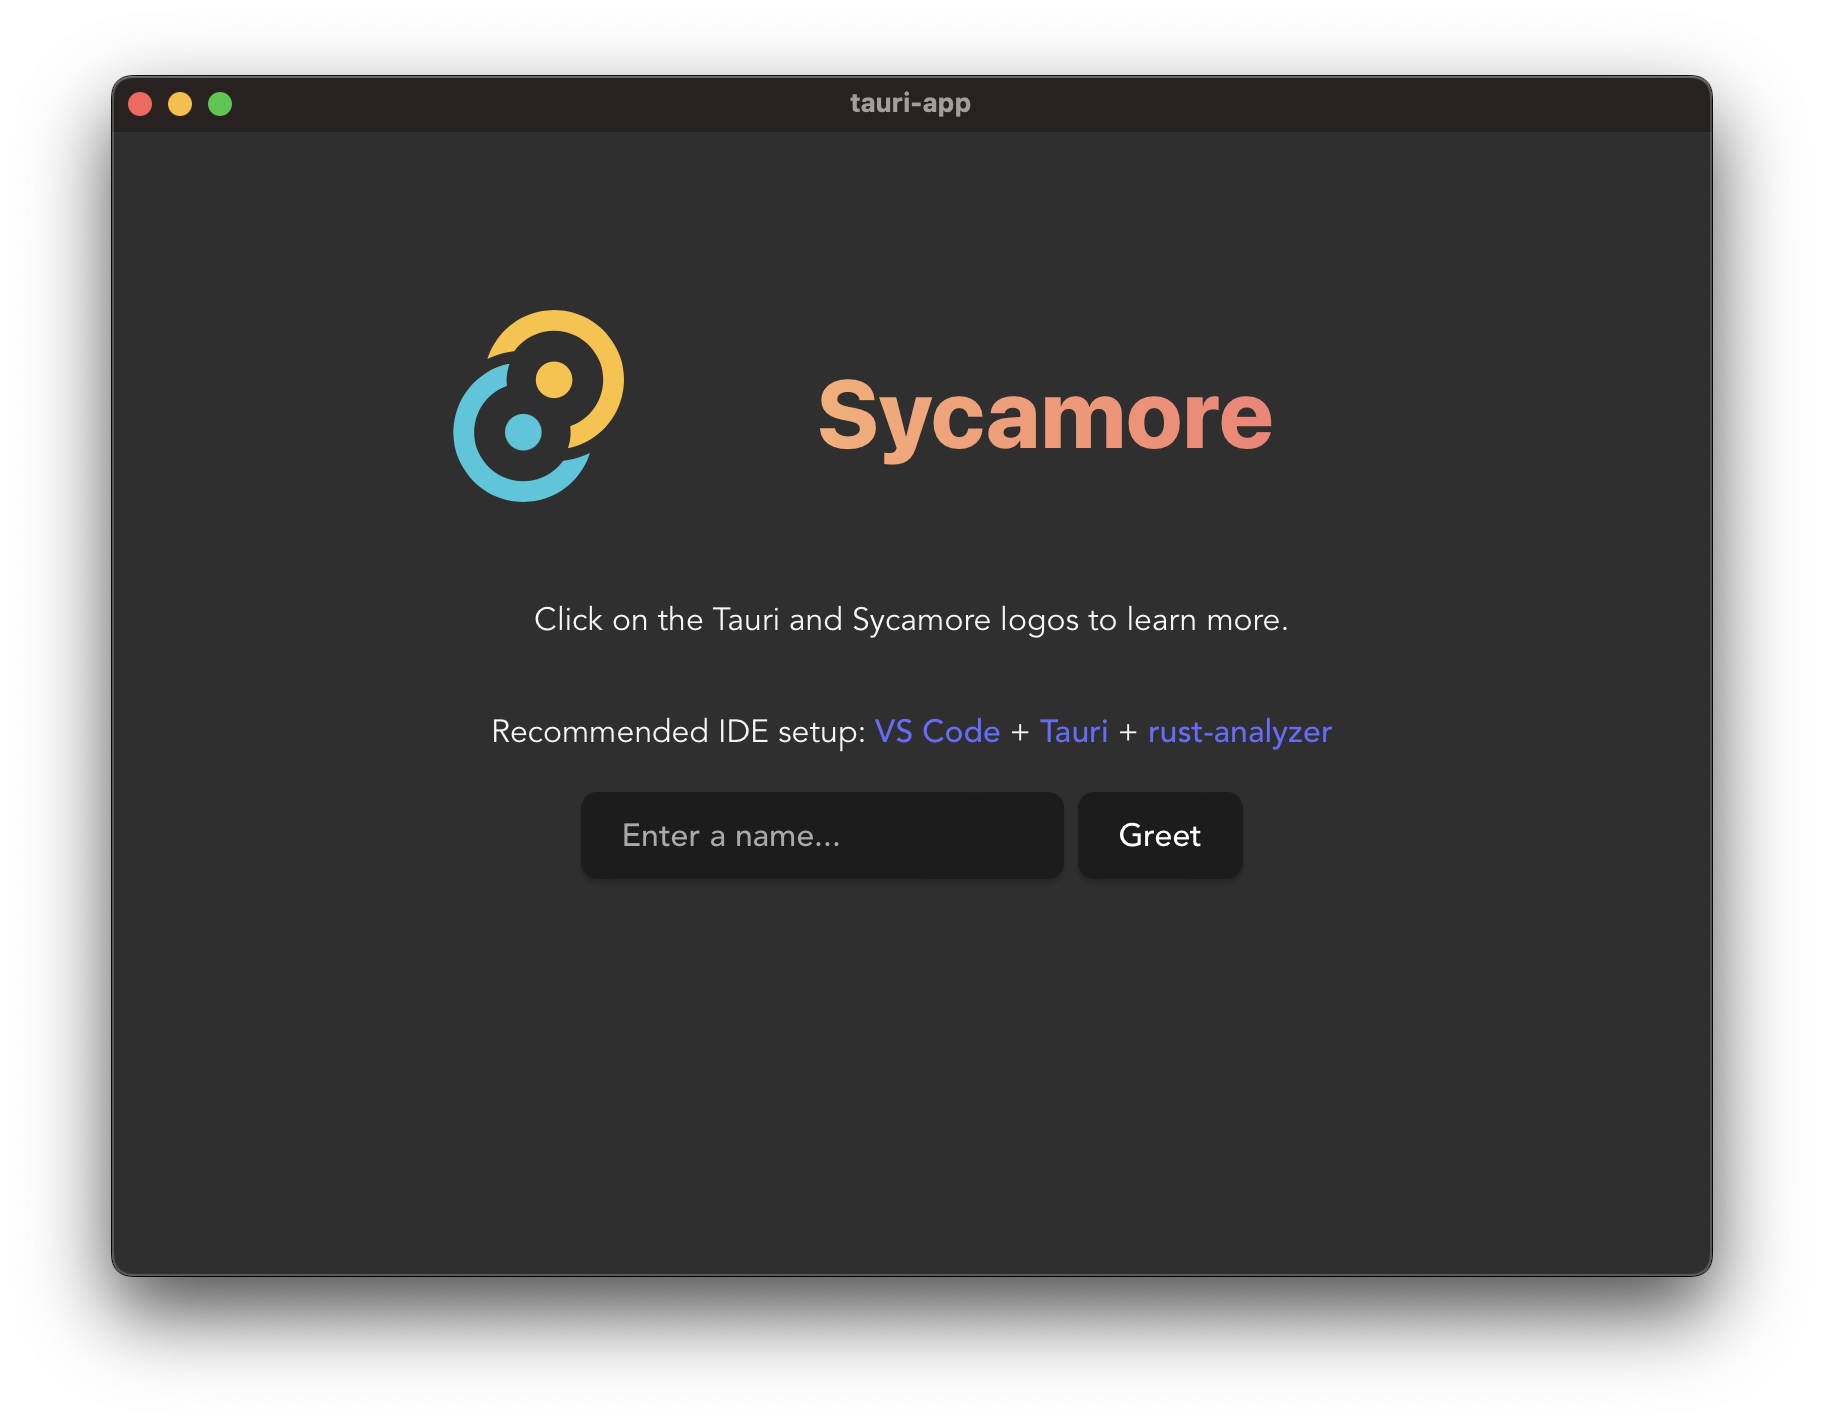 tauri-app
Sycamore
Click on the Tauri and Sycamore logos to learn more.
Recommended IDE setup: VS Code + Tauri + rust-analyzer
Enter a name...
Greet